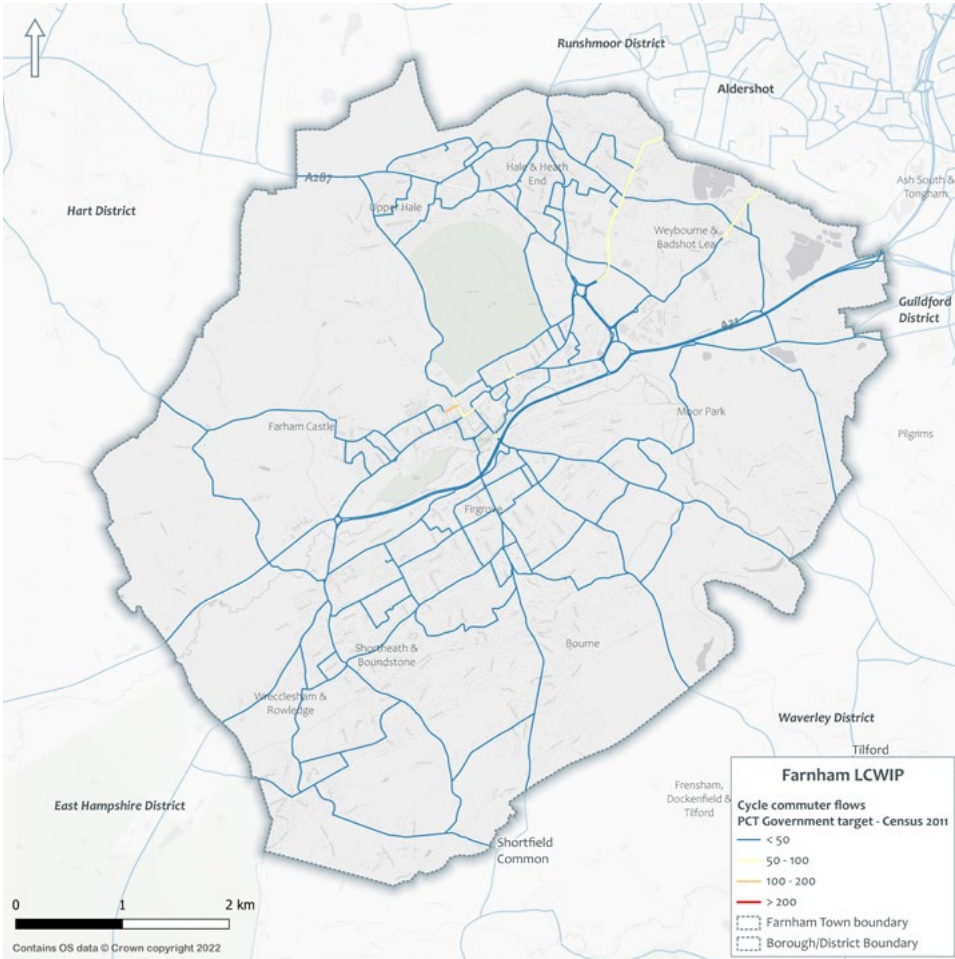 Runshmoor District
Aldershot
Hale & Heath
End
A287
Ash South &
Tongham
Hart District
Upper Hale
Weybourne &
Badshot Lea
Guildford
District
A31
Moor Park
Farham Castle
Pilgrims
Firgrove
Bourne
Shortheath &
Boundstone
Wrecclesham &
Rowledge
Waverley District
Tilford
East Hampshire District
Frensham,
Dockenfield &
Tilford
Shortfield
Common
Farnham LCWIP
Cycle commuter flows
PCT Government target - Census 2011
< 50
50 - 100
100 - 200
> 200
Farnham Town boundary
Borough/District Boundary
0 1 2 km
Contains OS data © Crown copyright 2022